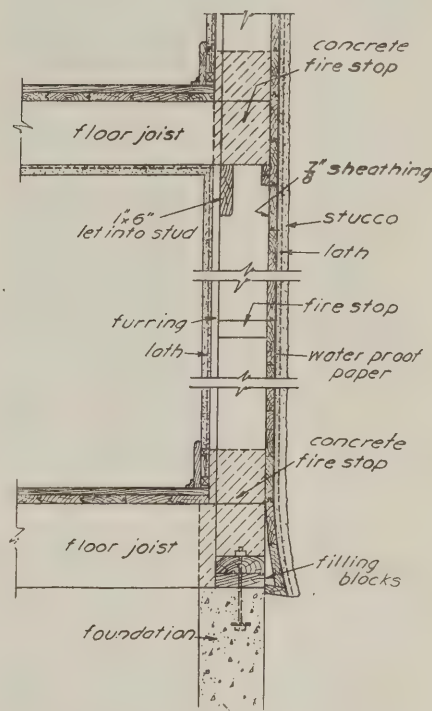 concrete
fire stop
floor joist
7/8" sheathing
1"x6"
let into stud
stucco
lath
fire stop
furring
lath
water proof
paper
concrete
fire stop
floor joist
filling
blocks
foundation